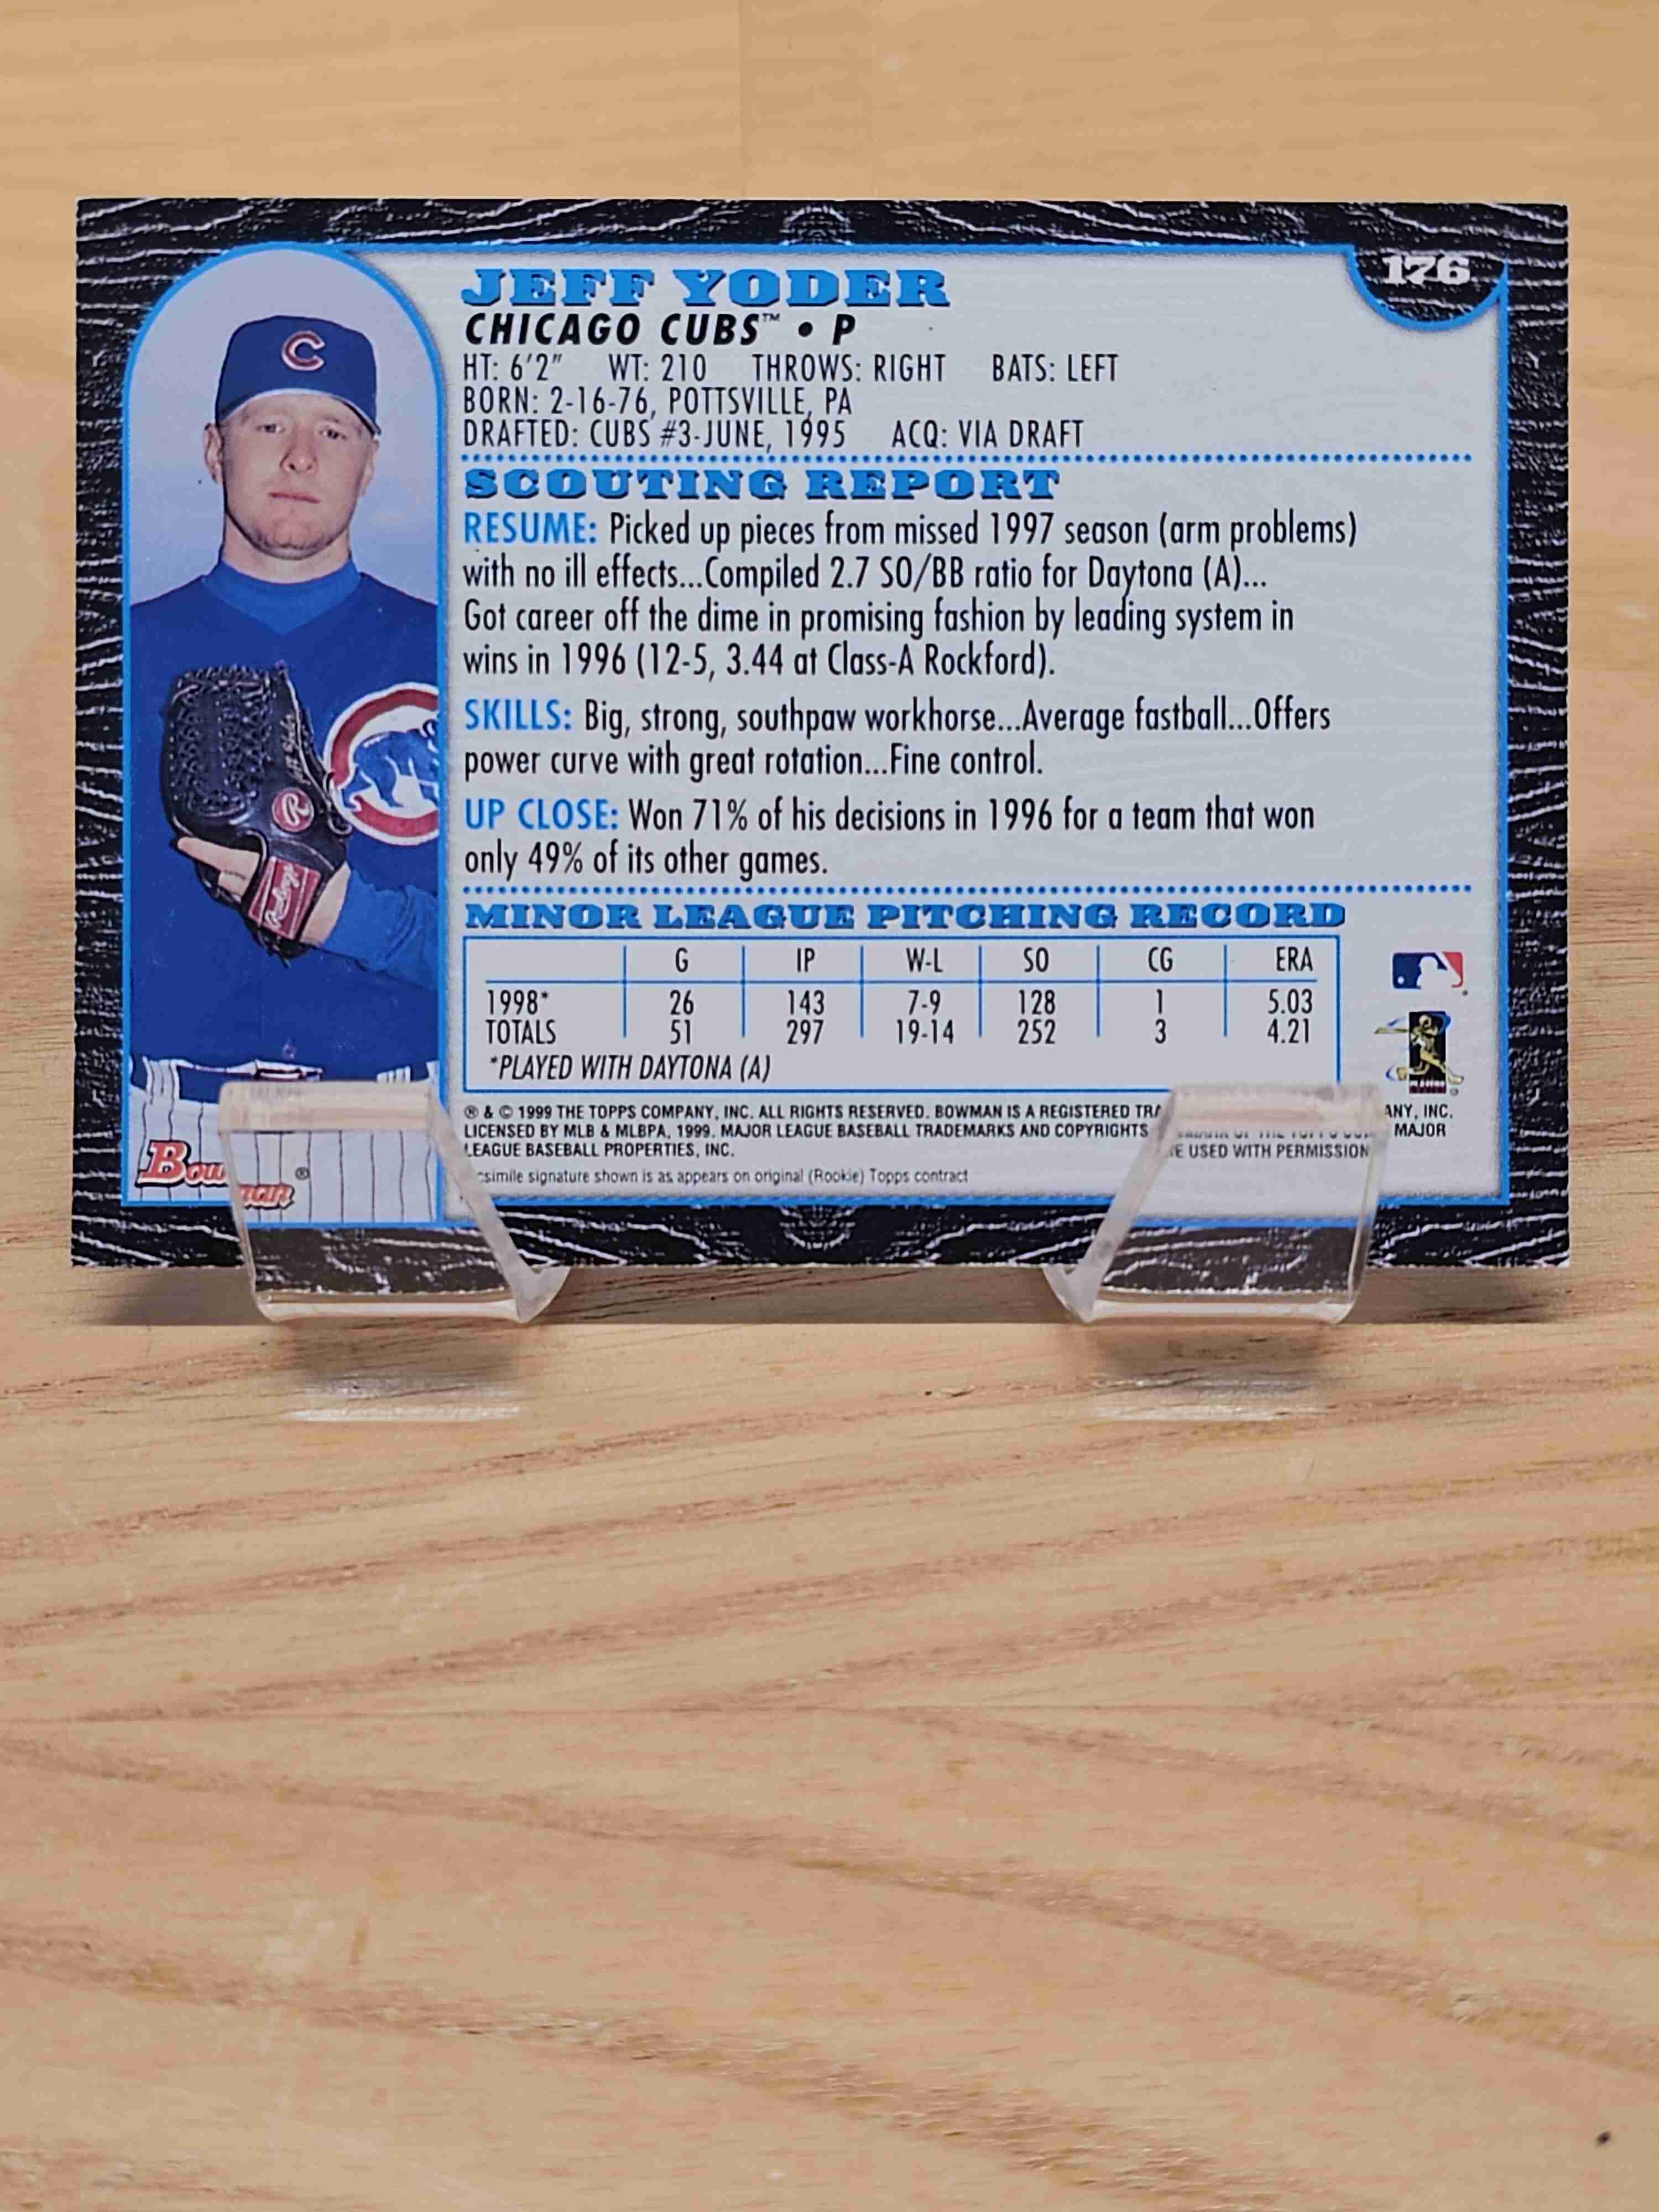 176
JEFF YODER
CHICAGO CUBS™ • P
HT: 6'2" WT: 210 THROWS: RIGHT BATS: LEFT
BORN: 2-16-76, POTTSVILLE, PA
DRAFTED: CUBS #3-JUNE, 1995 ACQ: VIA DRAFT
SCOUTING REPORT
RESUME: Picked up pieces from missed 1997 season (arm problems)
with no ill effects...Compiled 2.7 SO/BB ratio for Daytona (A)...
Got career off the dime in promising fashion by leading system in
wins in 1996 (12-5, 3.44 at Class-A Rockford).
SKILLS: Big, strong, southpaw workhorse...Average fastball...Offers
power curve with great rotation...Fine control.
UP CLOSE: Won 71% of his decisions in 1996 for a team that won
only 49% of its other games.
MINOR LEAGUE PITCHING RECORD
G IP W-L SO CG ERA
1998* 26 143 7-9 128 1 5.03
TOTALS 51 297 19-14 252 3 4.21
*PLAYED WITH DAYTONA (A)
® & © 1999 THE TOPPS COMPANY, INC. ALL RIGHTS RESERVED. BOWMAN IS A REGISTERED TRA ANY, INC.
LICENSED BY MLB & MLBPA, 1999. MAJOR LEAGUE BASEBALL TRADEMARKS AND COPYRIGHTS MAJOR
LEAGUE BASEBALL PROPERTIES, INC. E USED WITH PERMISSION
csimile signature shown is as appears on original (Rookie) Topps contract
C
R
Rawlings
Bowman®